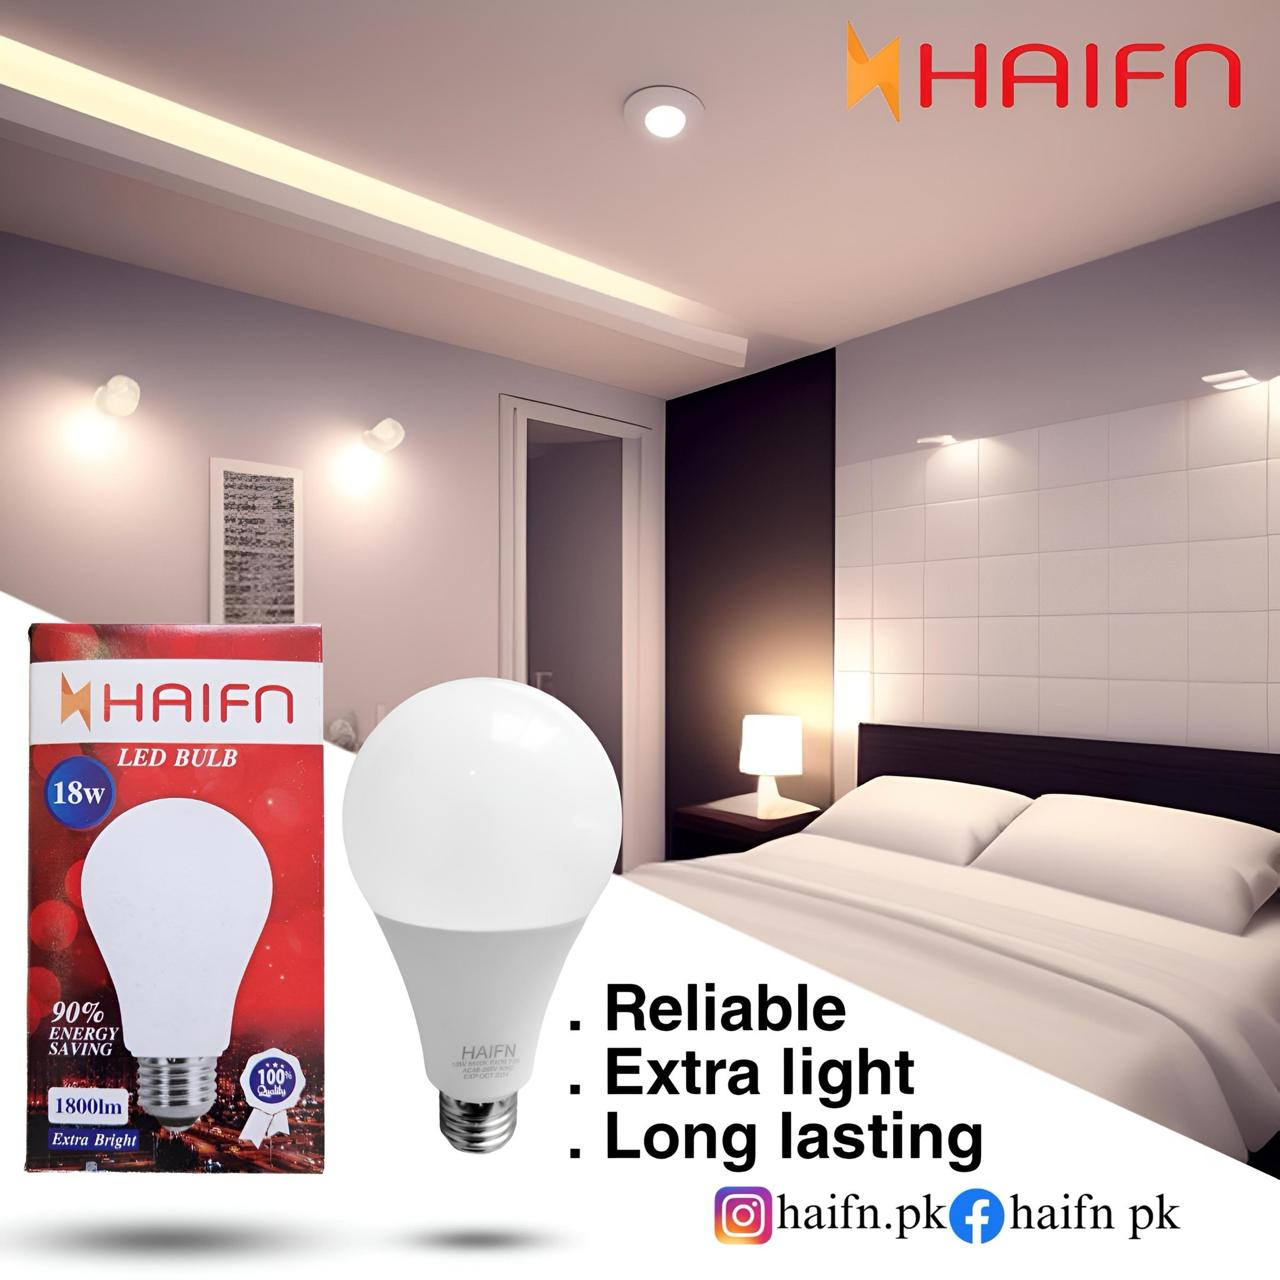 HAIFN
HAIFN
LED BULB
18w
90%
ENERGY
SAVING
100%
Quality
1800lm
Extra Bright
HAIFN
. Reliable
. Extra light
. Long lasting
haifn.pk haifn pk